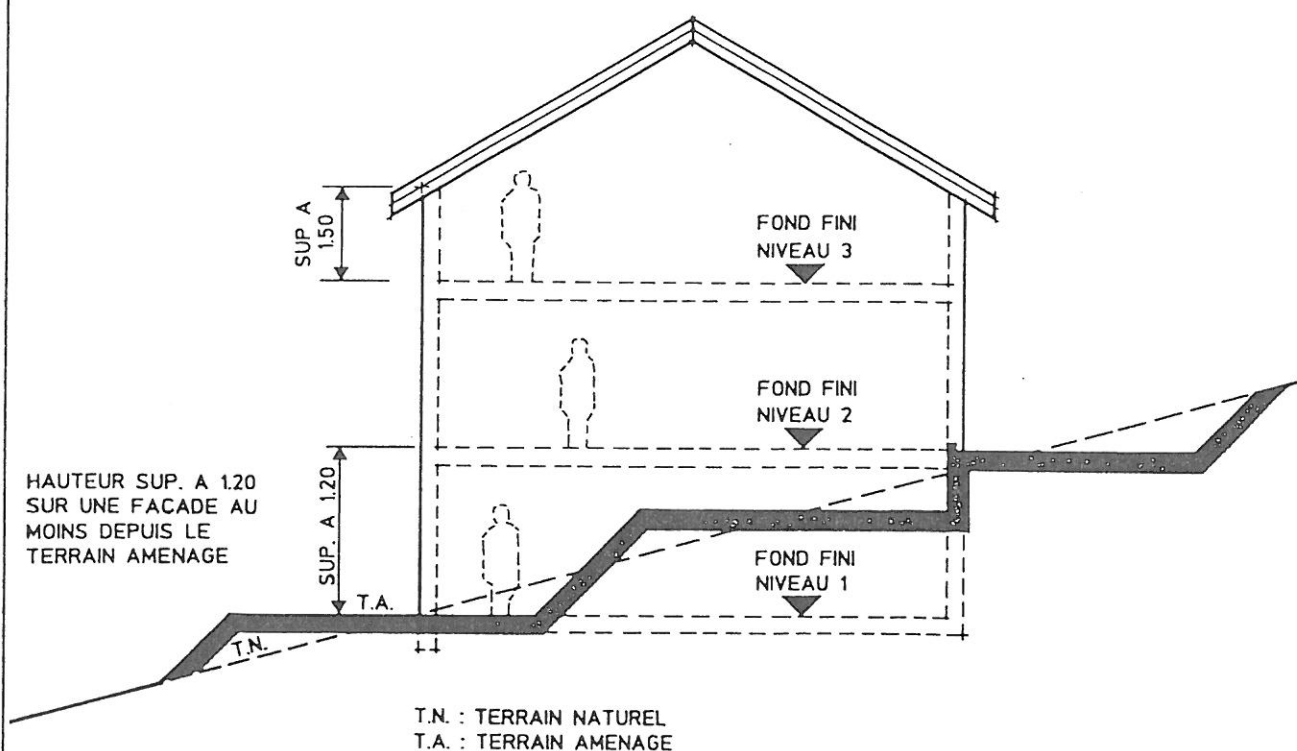 SUP. A
1.50
FOND FINI
NIVEAU 3
FOND FINI
NIVEAU 2
HAUTEUR SUP. A 1.20
SUR UNE FACADE AU
MOINS DEPUIS LE
TERRAIN AMENAGE
SUP. A 1.20
FOND FINI
NIVEAU 1
T.A.
T.N.
T.N. : TERRAIN NATUREL
T.A. : TERRAIN AMENAGE